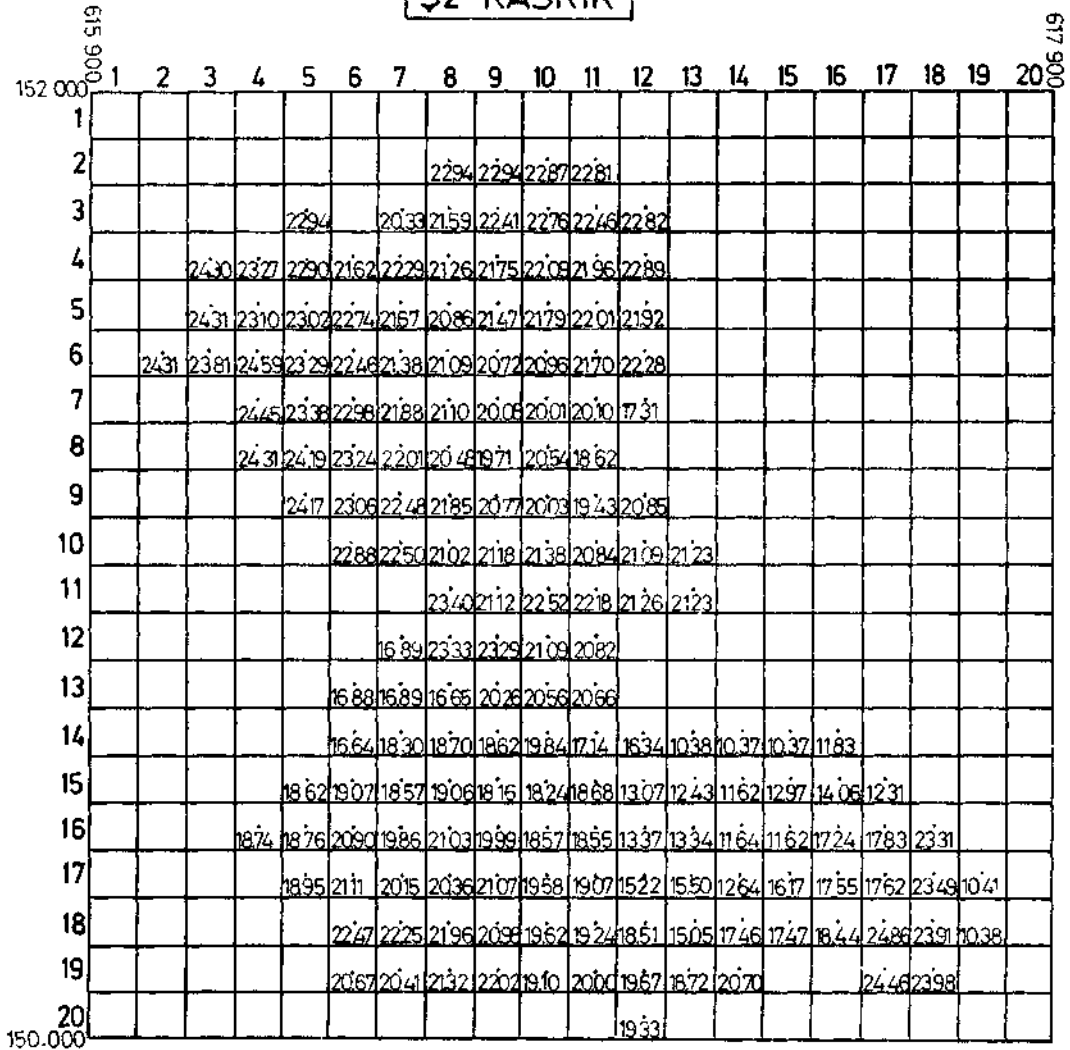 615 900 617 900
1 2 3 4 5 6 7 8 9 10 11 12 13 14 15 16 17 18 19 20
152 000
1
2 22.94 22.94 22.87 22.81
3 22.94 20.33 21.59 22.41 22.76 22.46 22.82
4 24.30 23.27 22.90 21.62 22.29 21.26 21.75 22.09 21.96 22.89
5 24.31 23.10 23.02 22.74 21.67 20.86 21.47 21.79 22.01 21.92
6 24.31 23.81 24.59 23.29 22.46 21.38 21.09 20.72 20.96 21.70 22.28
7 24.45 23.38 22.98 21.88 21.10 20.09 20.01 20.10 17.31
8 24.31 24.19 23.24 22.01 20.48 19.71 20.54 18.62
9 24.17 23.06 22.48 21.85 20.77 20.03 19.43 20.85
10 22.88 22.50 21.02 21.18 21.38 20.84 21.09 21.23
11 23.40 21.12 22.52 22.18 21.26 21.23
12 16.89 23.33 23.29 21.09 20.82
13 16.88 16.89 16.65 20.26 20.56 20.66
14 16.64 18.30 18.70 18.62 19.84 17.14 16.34 10.38 10.37 10.37 11.83
15 18.62 19.07 18.57 19.06 18.16 18.24 18.68 13.07 12.43 11.62 12.97 14.06 12.31
16 18.74 18.76 20.90 19.86 21.03 19.99 18.57 18.55 13.37 13.34 11.64 11.62 17.24 17.83 23.31
17 18.95 21.11 20.15 20.36 21.07 19.58 19.07 15.22 15.50 12.64 16.17 17.55 17.62 23.49 10.41
18 22.47 22.25 21.96 20.98 19.62 19.24 18.51 15.05 17.46 17.47 18.44 24.86 23.91 10.38
19 20.67 20.41 21.32 22.02 19.10 20.00 19.67 18.72 20.70 24.46 23.98
20 19.33
150.000